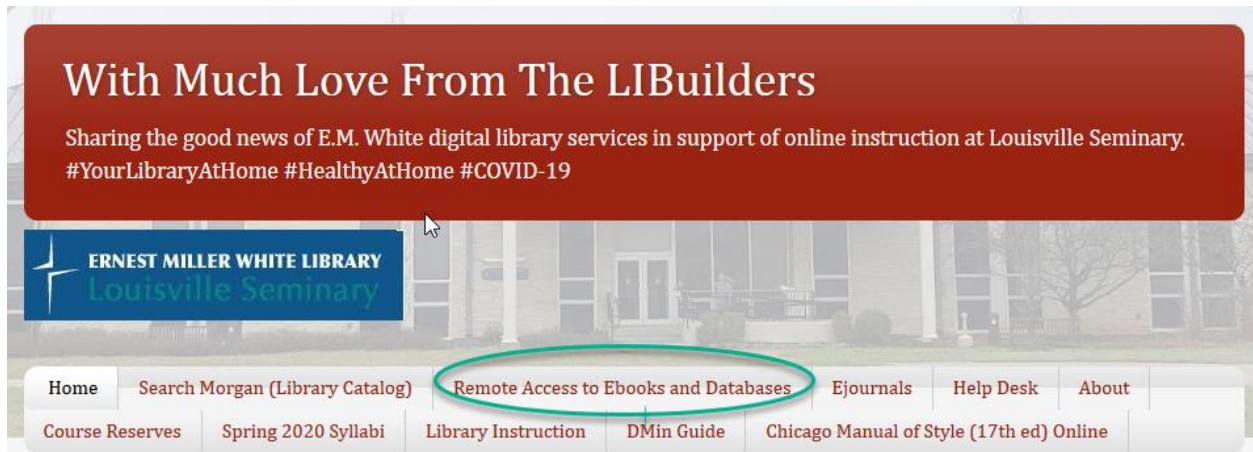 With Much Love From The LIBuilders
Sharing the good news of E.M. White digital library services in support of online instruction at Louisville Seminary.
#YourLibraryAtHome #HealthyAtHome #COVID-19
ERNEST MILLER WHITE LIBRARY
Louisville Seminary
Home Search Morgan (Library Catalog) Remote Access to Ebooks and Databases Ejournals Help Desk About
Course Reserves Spring 2020 Syllabi Library Instruction DMin Guide Chicago Manual of Style (17th ed) Online